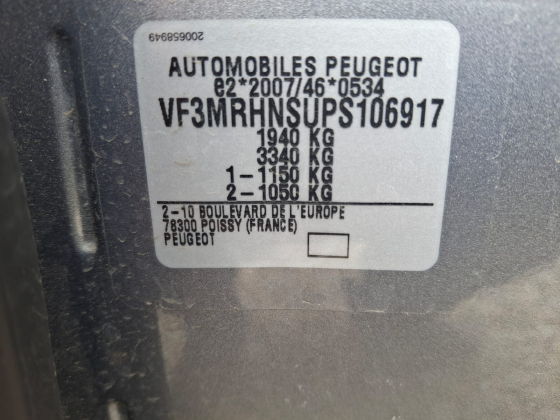 200658949
AUTOMOBILES PEUGEOT
e2*2007/46*0534
VF3MRHNSUPS106917
1940 KG
3340 KG
1-1150 KG
2-1050 KG
2-10 BOULEVARD DE L'EUROPE
78300 POISSY (FRANCE)
PEUGEOT